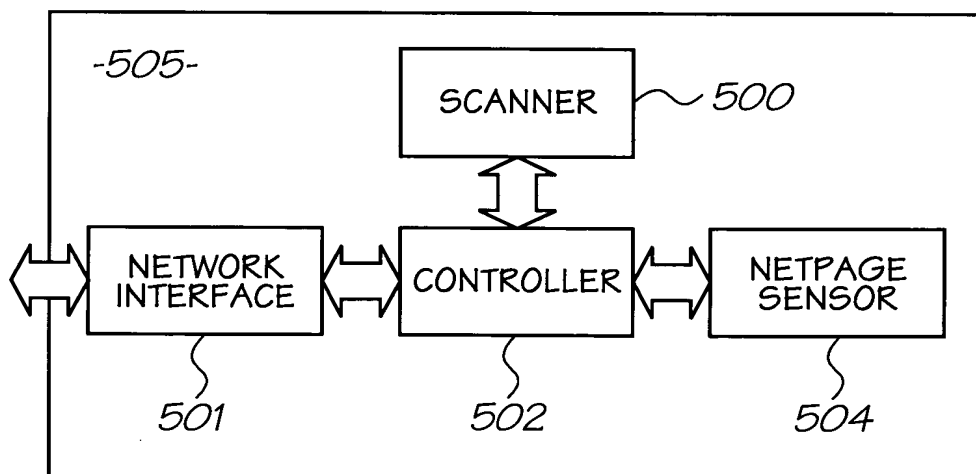 -505-
SCANNER
500
NETWORK
INTERFACE
CONTROLLER
NETPAGE
SENSOR
501
502
504